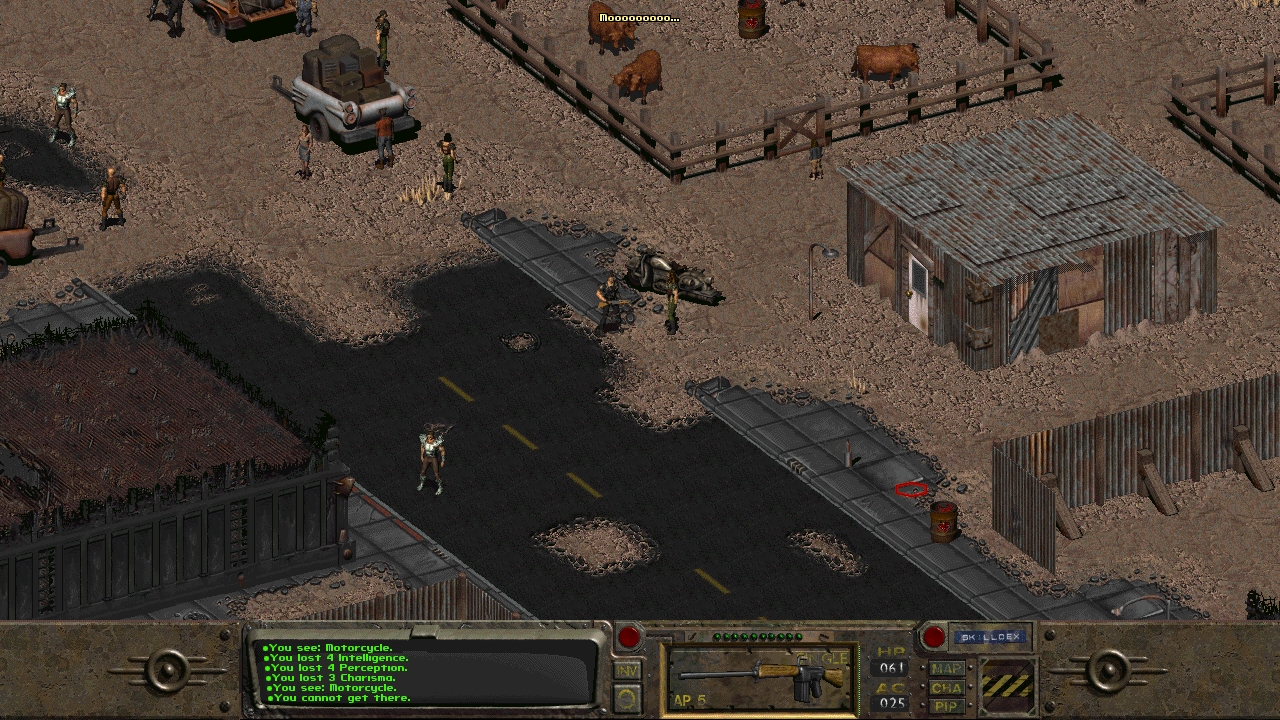 Mooooooooo...
•You see: Motorcycle.
•You lost 4 Intelligence.
•You lost 4 Perception.
•You lost 3 Charisma.
•You see: Motorcycle.
•You cannot get there.
INV
SINGLE
AP 5
HP
061
AC
025
SKILLDEX
MAP
CHA
PIP